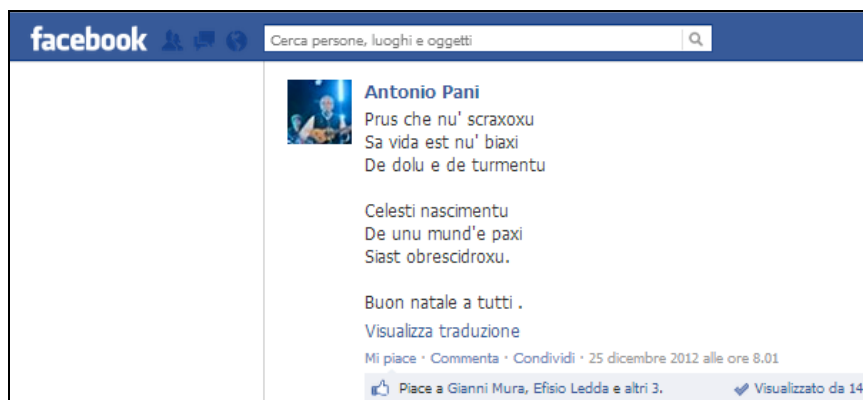 facebook
Cerca persone, luoghi e oggetti
Antonio Pani
Prus che nu' scraxoxu
Sa vida est nu' biaxi
De dolu e de turmentu
Celesti nascimentu
De unu mund'e paxi
Siast obrescidroxu.
Buon natale a tutti .
Visualizza traduzione
Mi piace · Commenta · Condividi · 25 dicembre 2012 alle ore 8.01
Piace a Gianni Mura, Efisio Ledda e altri 3.
Visualizzato da 14